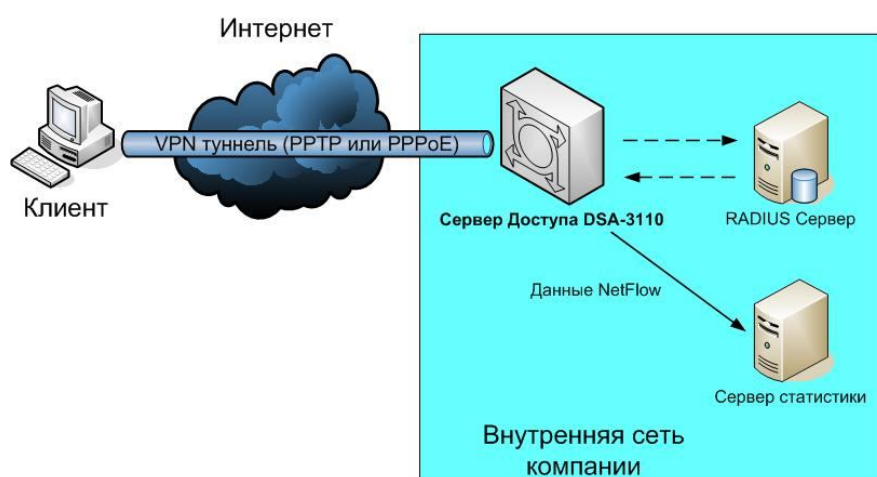 Интернет
VPN туннель (PPTP или PPPoE)
Клиент
Сервер Доступа DSA-3110
RADIUS Сервер
Данные NetFlow
Сервер статистики
Внутренняя сеть
компании